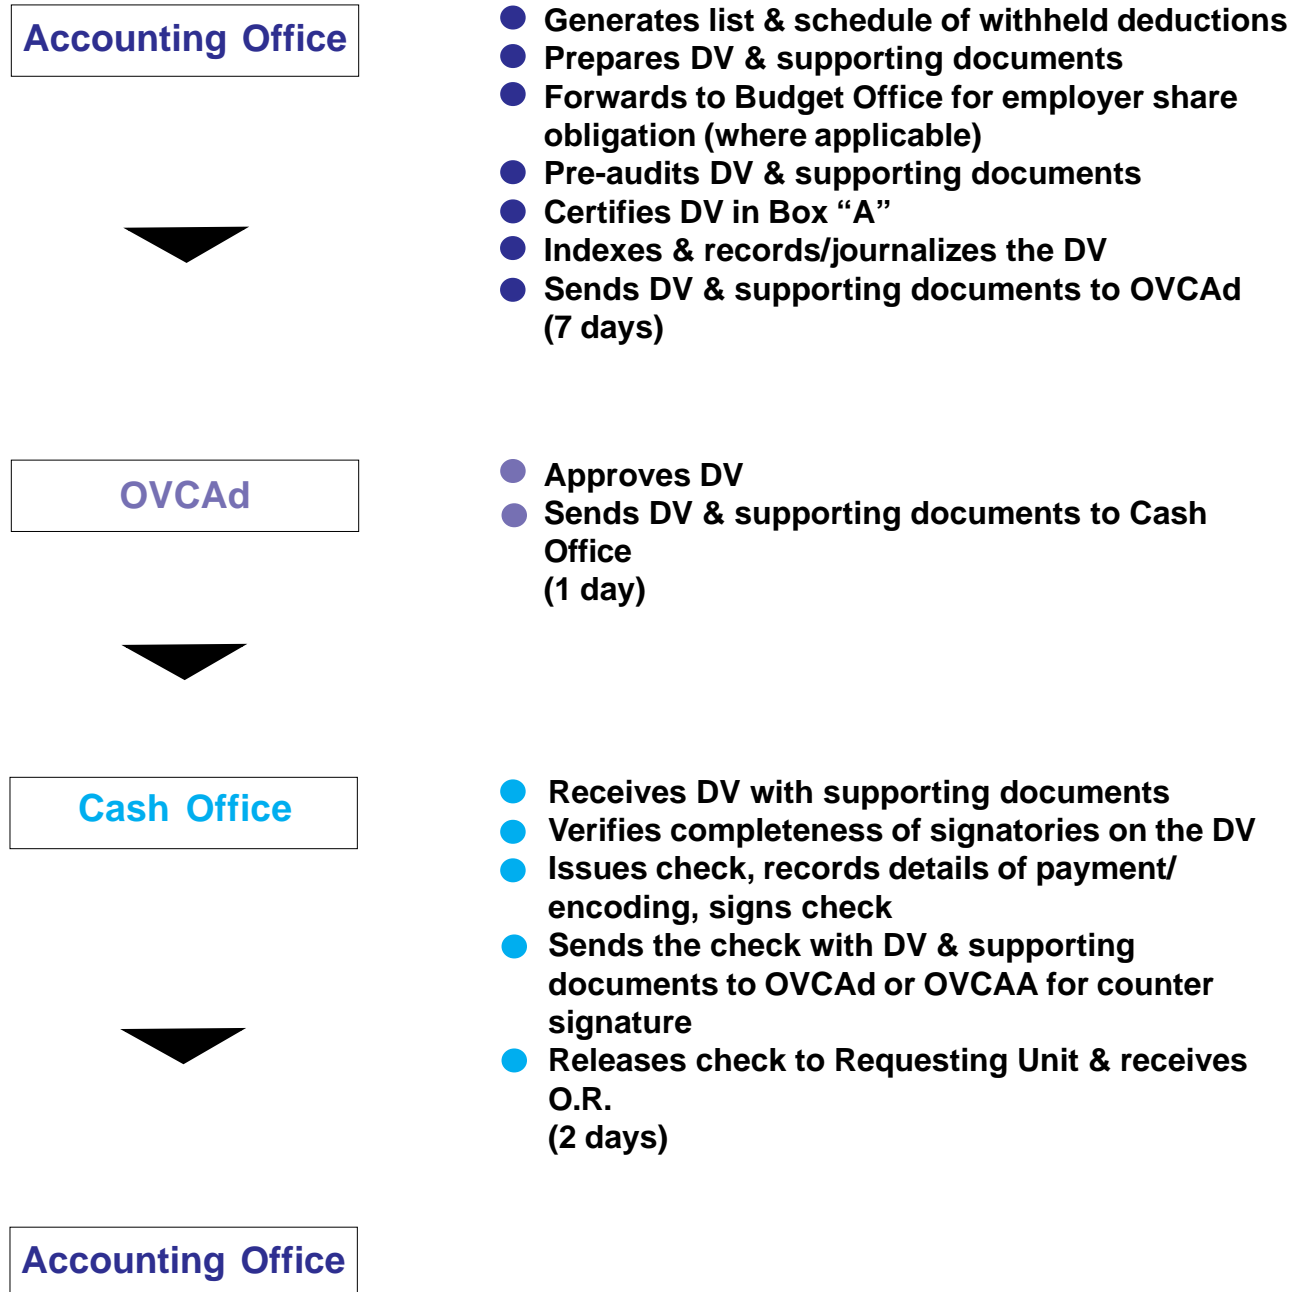 Accounting Office
Generates list & schedule of withheld deductions
Prepares DV & supporting documents
Forwards to Budget Office for employer share
obligation (where applicable)
Pre-audits DV & supporting documents
Certifies DV in Box “A”
Indexes & records/journalizes the DV
Sends DV & supporting documents to OVCAd
(7 days)
OVCAd
Approves DV
Sends DV & supporting documents to Cash
Office
(1 day)
Cash Office
Receives DV with supporting documents
Verifies completeness of signatories on the DV
Issues check, records details of payment/
encoding, signs check
Sends the check with DV & supporting
documents to OVCAd or OVCAA for counter
signature
Releases check to Requesting Unit & receives
O.R.
(2 days)
Accounting Office